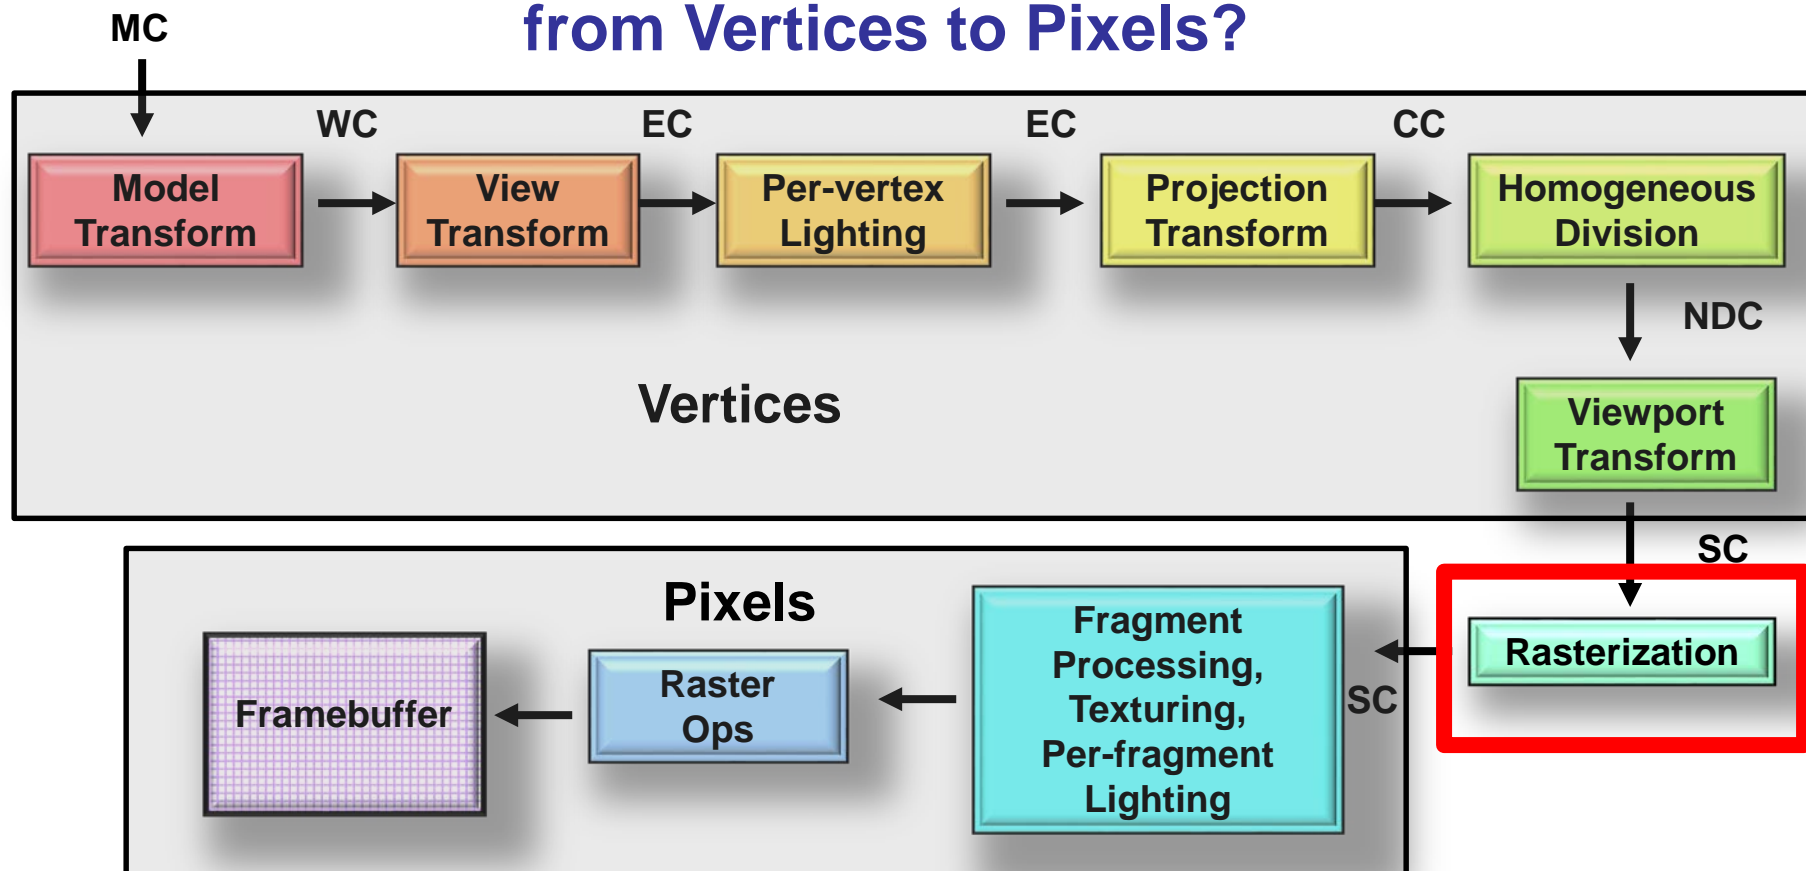 from Vertices to Pixels?
MC
WC
EC
EC
CC
Model
Transform
View
Transform
Per-vertex
Lighting
Projection
Transform
Homogeneous
Division
NDC
Vertices
Viewport
Transform
SC
Pixels
Framebuffer
Raster
Ops
Fragment
Processing,
Texturing,
Per-fragment
Lighting
SC
Rasterization